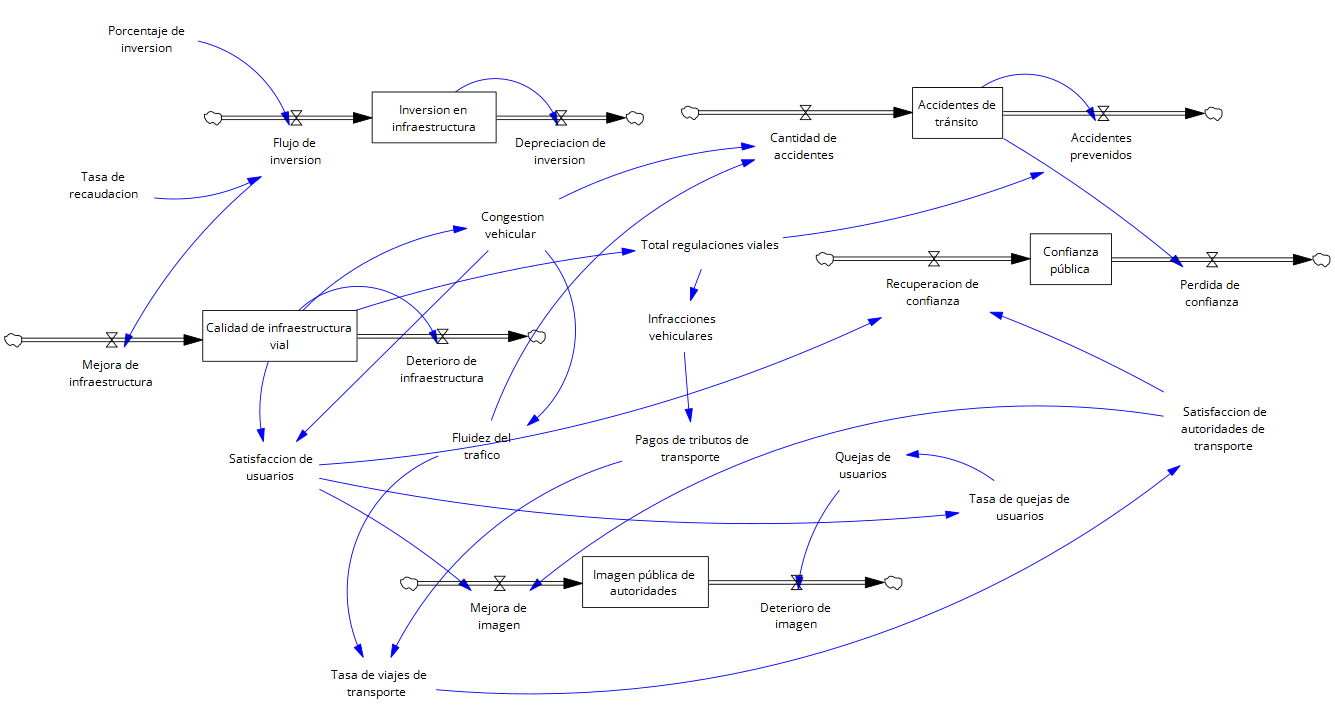 Porcentaje de
inversion
Inversion en
infraestructura
Flujo de
inversion
Depreciacion de
inversion
Accidentes de
tránsito
Cantidad de
accidentes
Accidentes
prevenidos
Tasa de
recaudacion
Congestion
vehicular
Total regulaciones viales
Confianza
pública
Recuperacion de
confianza
Perdida de
confianza
Infracciones
vehiculares
Calidad de infraestructura
vial
Mejora de
infraestructura
Deterioro de
infraestructura
Satisfaccion de
usuarios
Fluidez del
trafico
Pagos de tributos de
transporte
Quejas de
usuarios
Satisfaccion de
autoridades de
transporte
Tasa de quejas de
usuarios
Imagen pública de
autoridades
Mejora de
imagen
Deterioro de
imagen
Tasa de viajes de
transporte